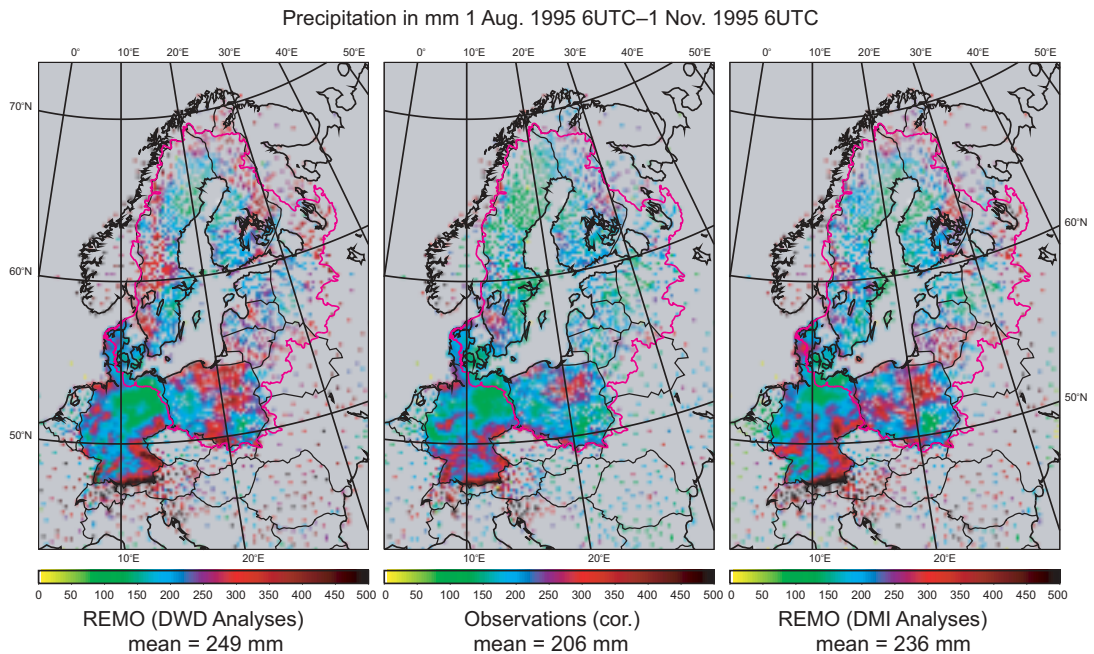 Precipitation in mm 1 Aug. 1995 6UTC–1 Nov. 1995 6UTC
0° 10°E 20°E 30°E 40°E 50°E
0° 10°E 20°E 30°E 40°E 50°E
0° 10°E 20°E 30°E 40°E 50°E
70°N
60°N
60°N
50°N
50°N
10°E 20°E
10°E 20°E
10°E 20°E
0 50 100 150 200 250 300 350 400 450 500
0 50 100 150 200 250 300 350 400 450 500
0 50 100 150 200 250 300 350 400 450 500
REMO (DWD Analyses)
mean = 249 mm
Observations (cor.)
mean = 206 mm
REMO (DMI Analyses)
mean = 236 mm